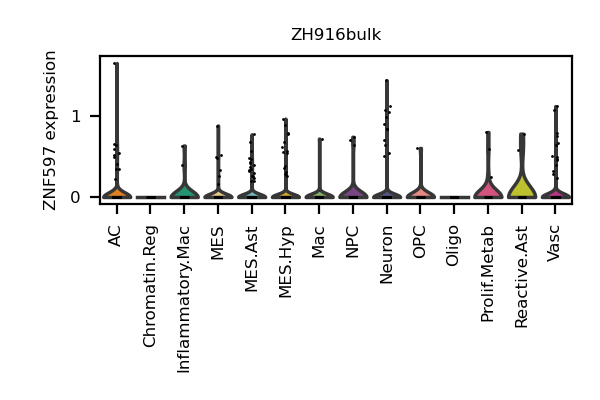 ZH916bulk
ZNF597 expression
1
0
AC
Chromatin.Reg
Inflammatory.Mac
MES
MES.Ast
MES.Hyp
Mac
NPC
Neuron
OPC
Oligo
Prolif.Metab
Reactive.Ast
Vasc